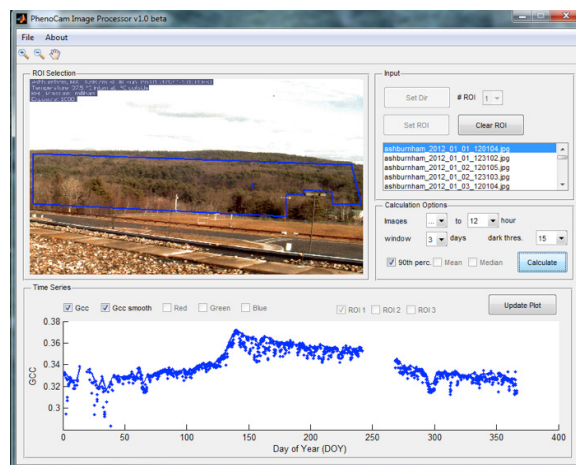 PhenoCam Image Processor v1.0 beta
File About
ROI Selection
Input
Set Dir # ROI 1
Set ROI Clear ROI
ashburnham_2012_01_01_120104.jpg
ashburnham_2012_01_01_123102.jpg
ashburnham_2012_01_02_120105.jpg
ashburnham_2012_01_02_123103.jpg
ashburnham_2012_01_03_120104.jpg
Calculation Options
Images ... to 12 hour
window 3 days dark thres. 15
90th perc. Mean Median Calculate
Time Series
Gcc Gcc smooth Red Green Blue ROI 1 ROI 2 ROI 3 Update Plot
0.38
0.36
0.34
0.32
0.3
GCC
0 50 100 150 200 250 300 350 400
Day of Year (DOY)